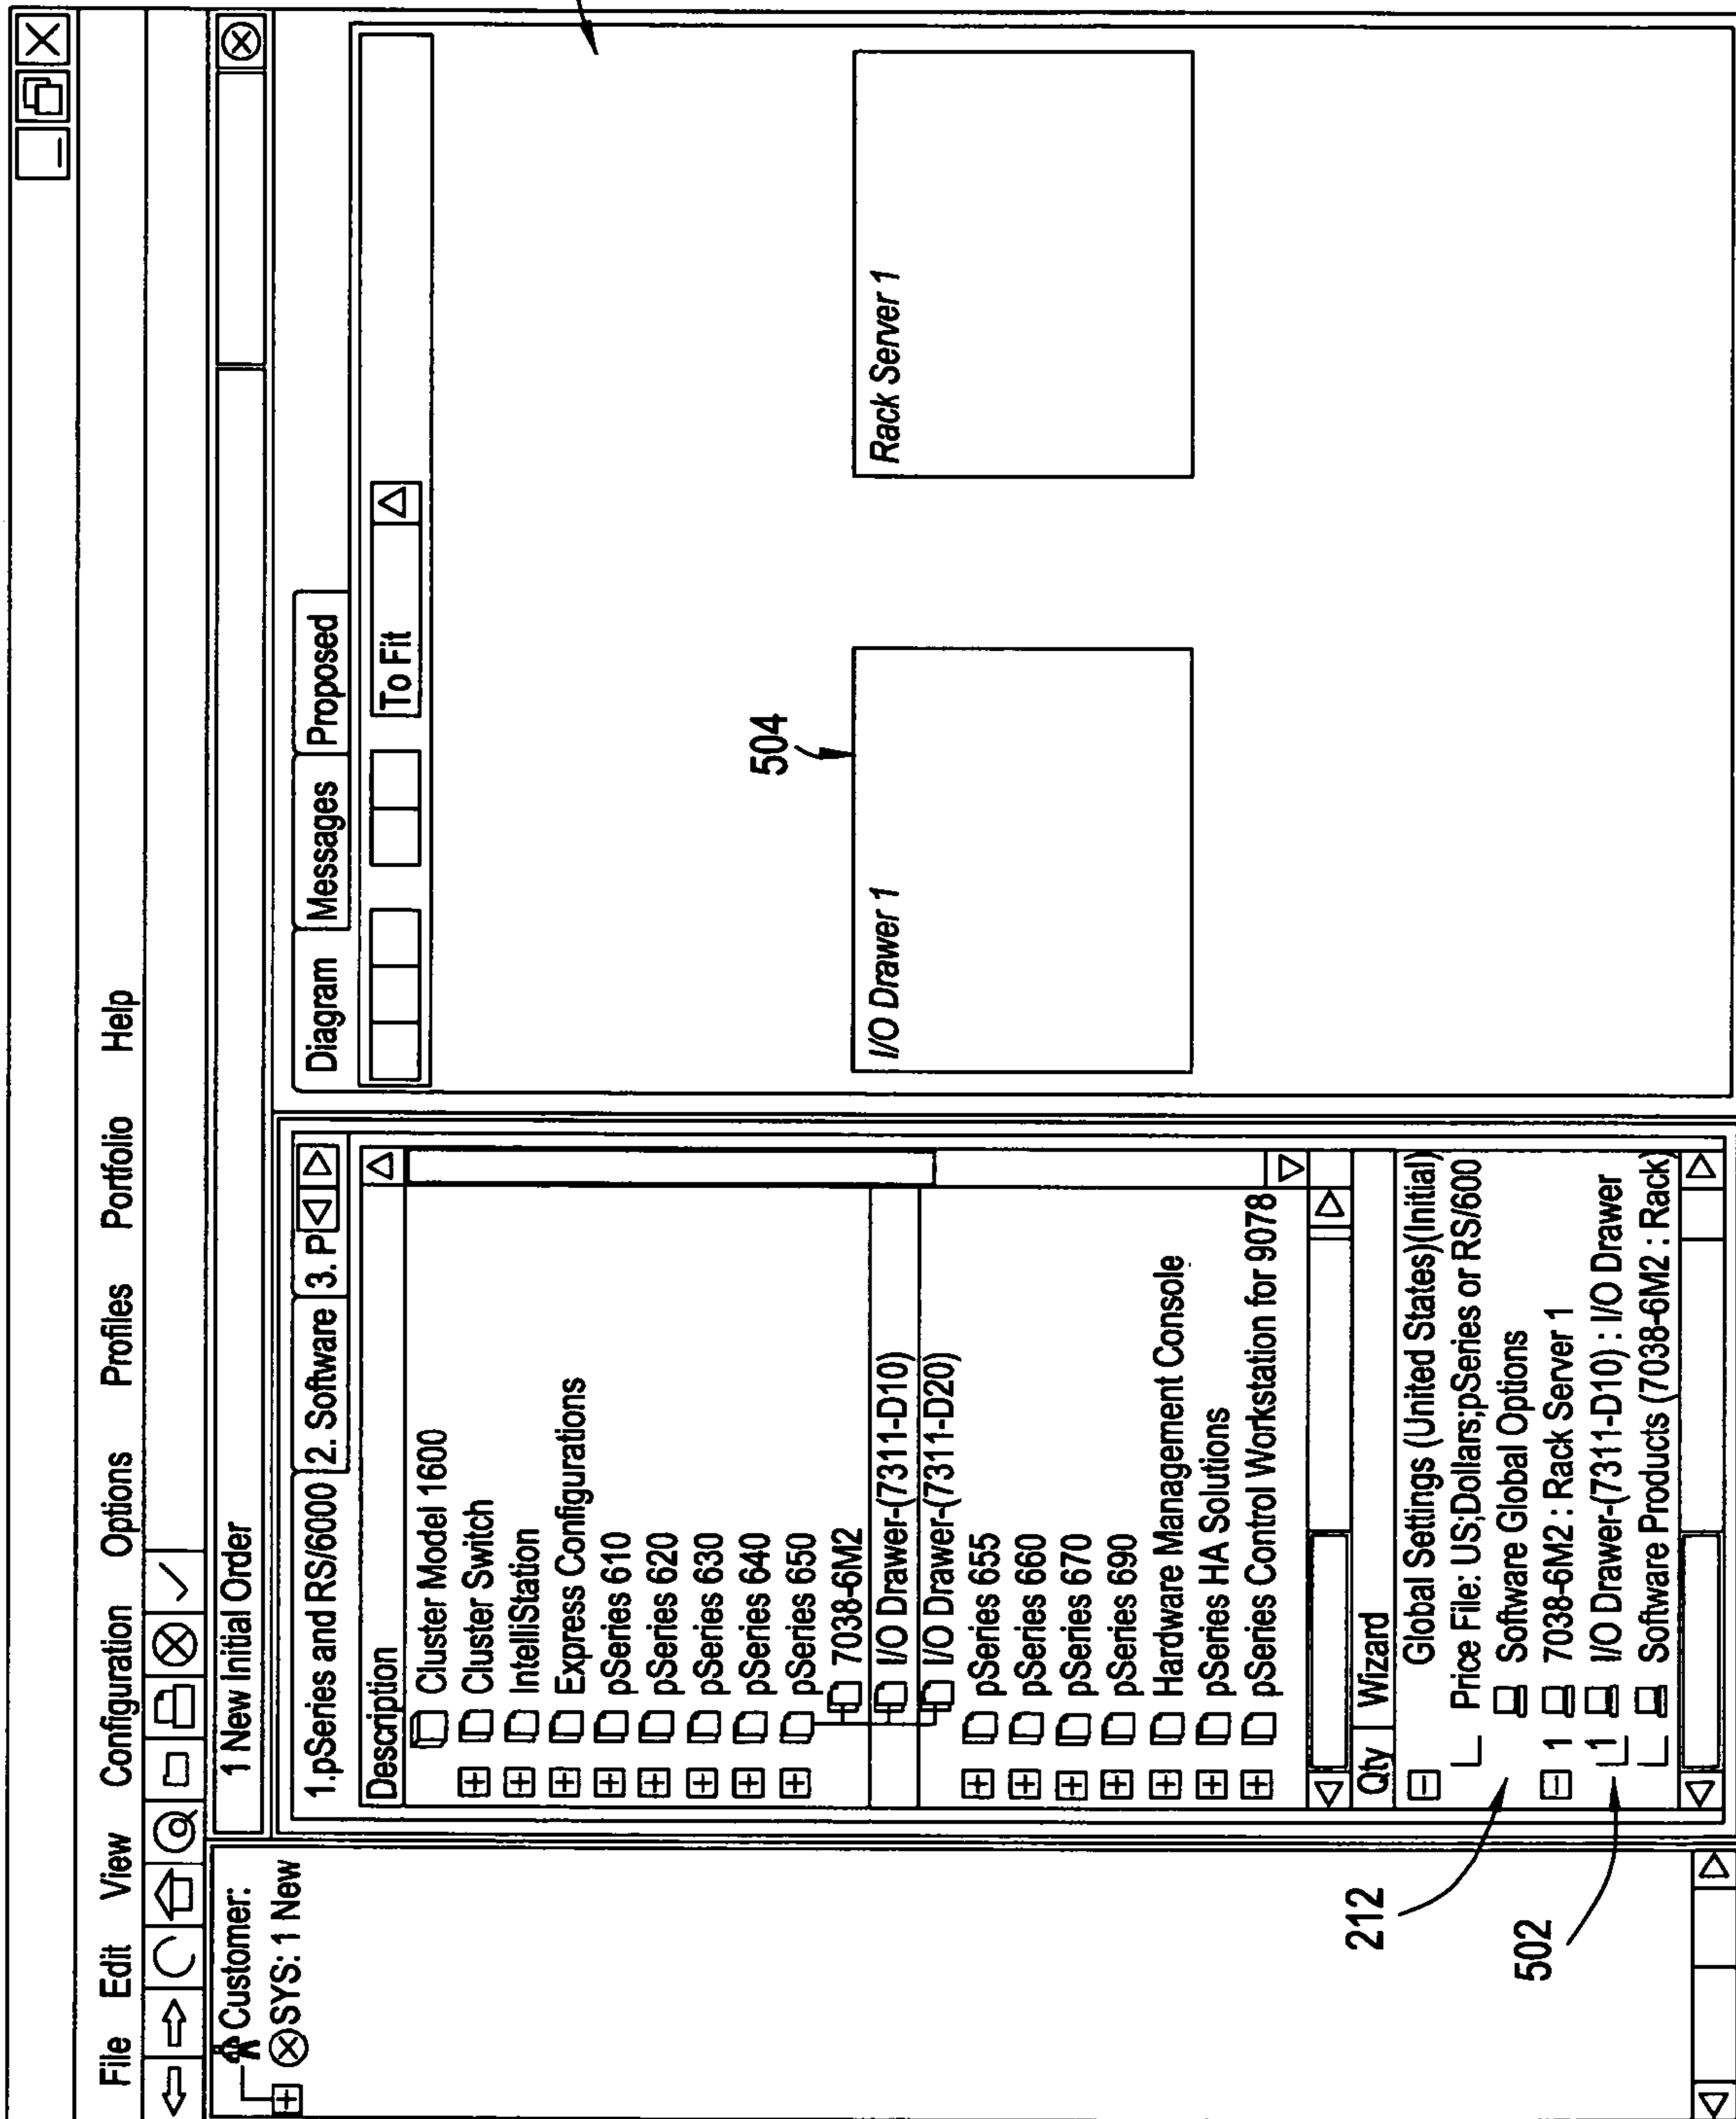 File Edit View Configuration Options Profiles Portfolio Help
Customer:
SYS: 1 New
1 New Initial Order
1.pSeries and RS/6000 2. Software 3. P
Description
Cluster Model 1600
Cluster Switch
IntelliStation
Express Configurations
pSeries 610
pSeries 620
pSeries 630
pSeries 640
pSeries 650
7038-6M2
I/O Drawer-(7311-D10)
I/O Drawer-(7311-D20)
pSeries 655
pSeries 660
pSeries 670
pSeries 690
Hardware Management Console
pSeries HA Solutions
pSeries Control Workstation for 9078
Qty Wizard
Global Settings (United States)(Initial)
Price File: US;Dollars;pSeries or RS/600
Software Global Options
1 7038-6M2 : Rack Server 1
1 I/O Drawer-(7311-D10) : I/O Drawer
Software Products (7038-6M2 : Rack)
212
502
Diagram Messages Proposed
To Fit
504
I/O Drawer 1
Rack Server 1